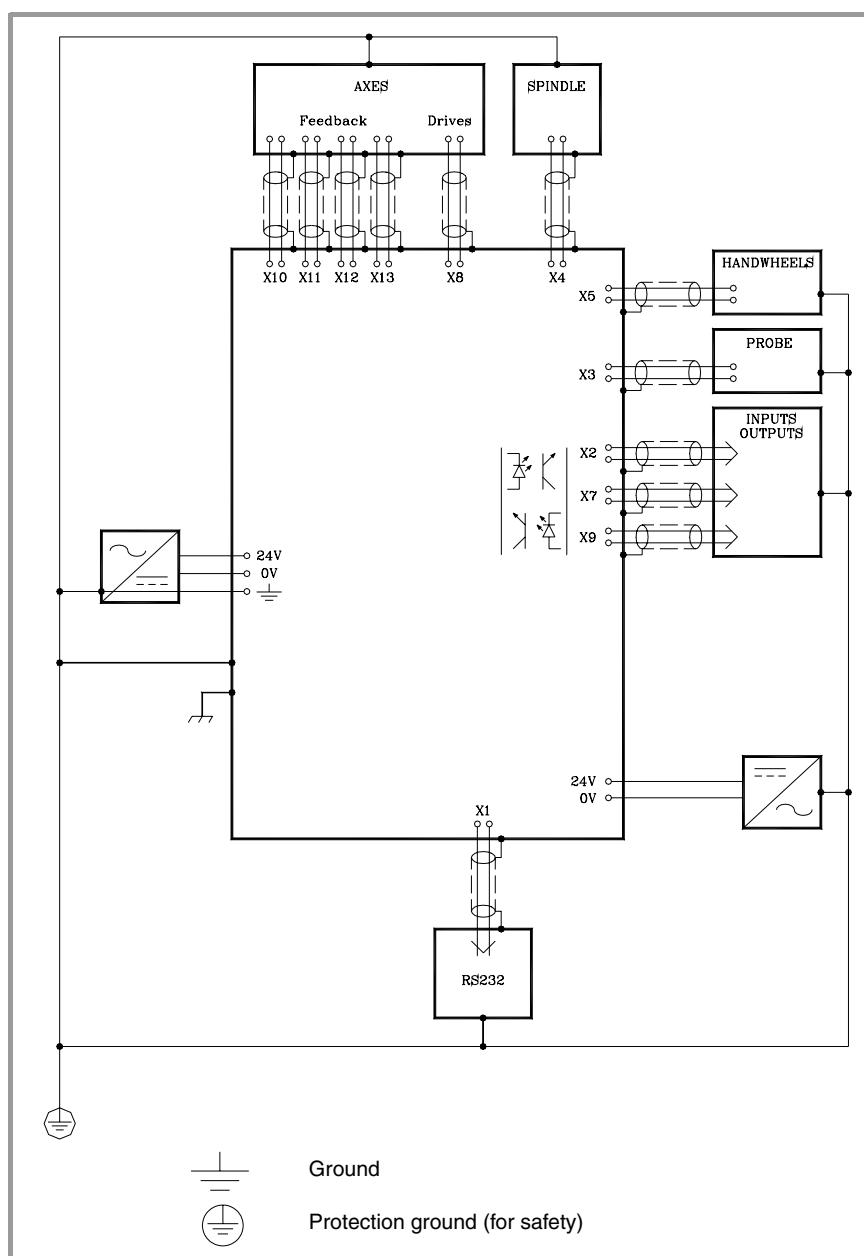 AXES
SPINDLE
Feedback
Drives
X10
X11
X12
X13
X8
X4
HANDWHEELS
X5
PROBE
X3
INPUTS
OUTPUTS
X2
X7
X9
24V
0V
24V
0V
X1
RS232
Ground
Protection ground (for safety)